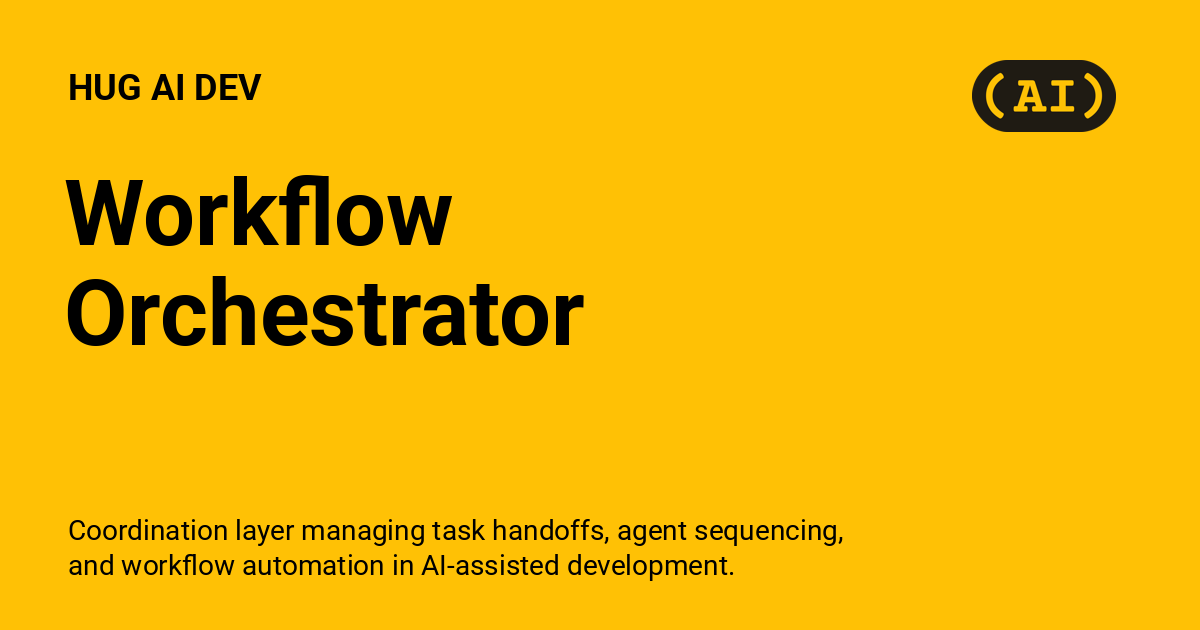 HUG AI DEV
(AI)
Workflow
Orchestrator
Coordination layer managing task handoffs, agent sequencing,
and workflow automation in AI-assisted development.